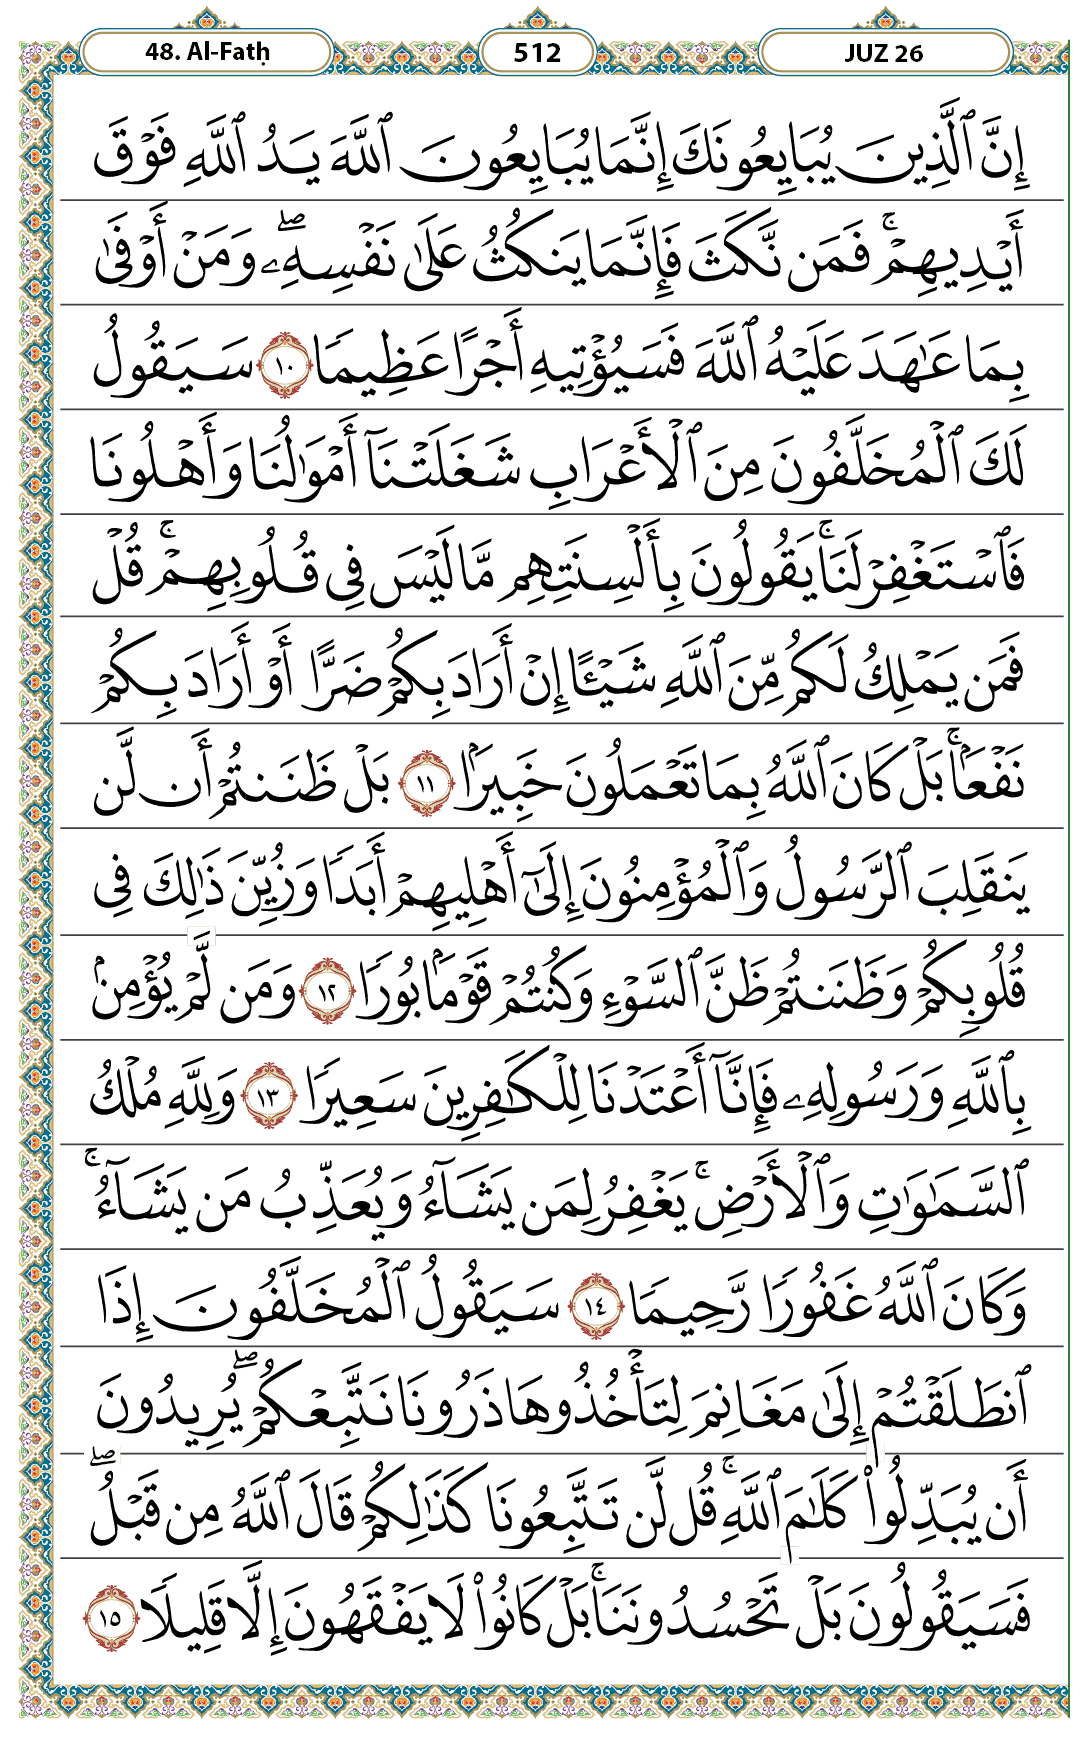 48. Al-Fatḥ 512 JUZ 26
إِنَّ ٱلَّذِينَ يُبَايِعُونَكَ إِنَّمَا يُبَايِعُونَ ٱللَّهَ يَدُ ٱللَّهِ فَوْقَ
أَيْدِيهِمْ ۚ فَمَن نَّكَثَ فَإِنَّمَا يَنكُثُ عَلَىٰ نَفْسِهِۦ ۖ وَمَنْ أَوْفَىٰ
بِمَا عَـٰهَدَ عَلَيْهُ ٱللَّهَ فَسَيُؤْتِيهِ أَجْرًا عَظِيمًا ١٠ سَيَقُولُ
لَكَ ٱلْمُخَلَّفُونَ مِنَ ٱلْأَعْرَابِ شَغَلَتْنَآ أَمْوَٰلُنَا وَأَهْلُونَا
فَٱسْتَغْفِرْ لَنَا ۚ يَقُولُونَ بِأَلْسِنَتِهِم مَّا لَيْسَ فِى قُلُوبِهِمْ ۚ قُلْ
فَمَن يَمْلِكُ لَكُم مِّنَ ٱللَّهِ شَيْـًٔا إِنْ أَرَادَ بِكُمْ ضَرًّا أَوْ أَرَادَ بِكُمْ
نَفْعًۢا ۚ بَلْ كَانَ ٱللَّهُ بِمَا تَعْمَلُونَ خَبِيرًۢا ١١ بَلْ ظَنَنتُمْ أَن لَّن
يَنقَلِبَ ٱلرَّسُولُ وَٱلْمُؤْمِنُونَ إِلَىٰٓ أَهْلِيهِمْ أَبَدًا وَزُيِّنَ ذَٰلِكَ فِى
قُلُوبِكُمْ وَظَنَنتُمْ ظَنَّ ٱلسَّوْءِ وَكُنتُمْ قَوْمًۢا بُورًا ١٢ وَمَن لَّمْ يُؤْمِنۢ
بِٱللَّهِ وَرَسُولِهِۦ فَإِنَّآ أَعْتَدْنَا لِلْكَـٰفِرِينَ سَعِيرًا ١٣ وَلِلَّهِ مُلْكُ
ٱلسَّمَـٰوَٰتِ وَٱلْأَرْضِ ۚ يَغْفِرُ لِمَن يَشَآءُ وَيُعَذِّبُ مَن يَشَآءُ ۚ
وَكَانَ ٱللَّهُ غَفُورًا رَّحِيمًا ١٤ سَيَقُولُ ٱلْمُخَلَّفُونَ إِذَا
ٱنطَلَقْتُمْ إِلَىٰ مَغَانِمَ لِتَأْخُذُوهَا ذَرُونَا نَتَّبِعْكُمْ ۖ يُرِيدُونَ
أَن يُبَدِّلُوا۟ كَلَـٰمَ ٱللَّهِ ۚ قُل لَّن تَتَّبِعُونَا كَذَٰلِكُمْ قَالَ ٱللَّهُ مِن قَبْلُ ۖ
فَسَيَقُولُونَ بَلْ تَحْسُدُونَنَا ۚ بَلْ كَانُوا۟ لَا يَفْقَهُونَ إِلَّا قَلِيلًا ١٥